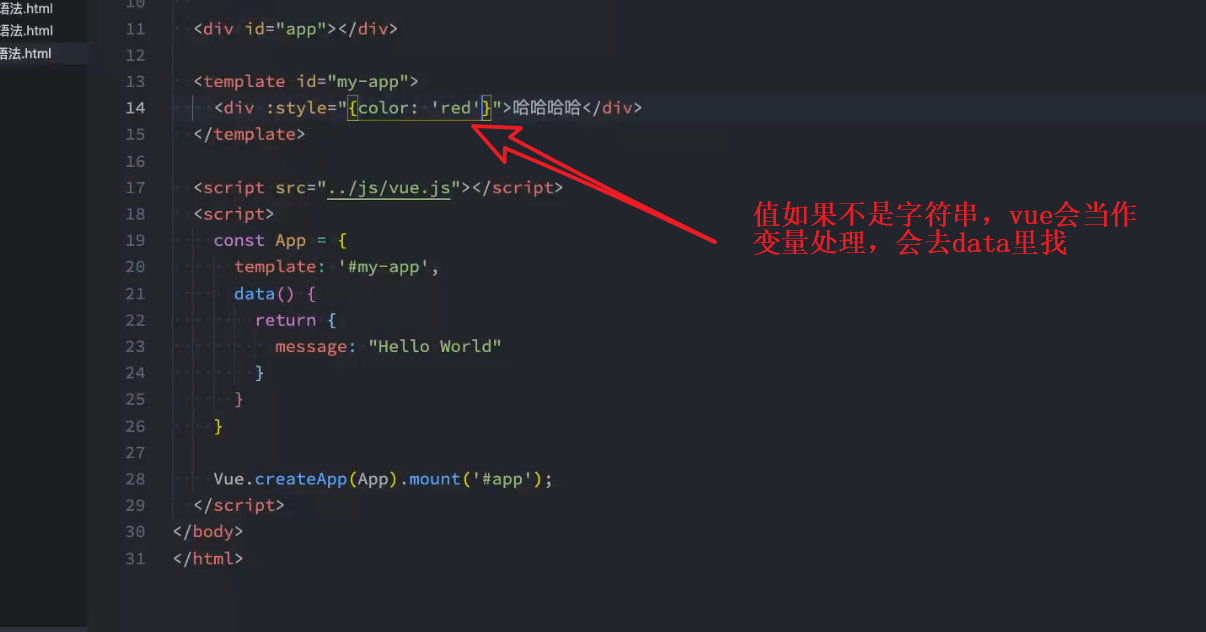 语法.html
语法.html
语法.html
10
11 <div id="app"></div>
12
13 <template id="my-app">
14 <div :style="{color: 'red'}">哈哈哈哈</div>
15 </template>
16
17 <script src="../js/vue.js"></script>
18 <script>
19 const App = {
20 template: '#my-app',
21 data() {
22 return {
23 message: "Hello World"
24 }
25 }
26 }
27
28 Vue.createApp(App).mount('#app');
29 </script>
30 </body>
31 </html>
值如果不是字符串，vue会当作
变量处理，会去data里找